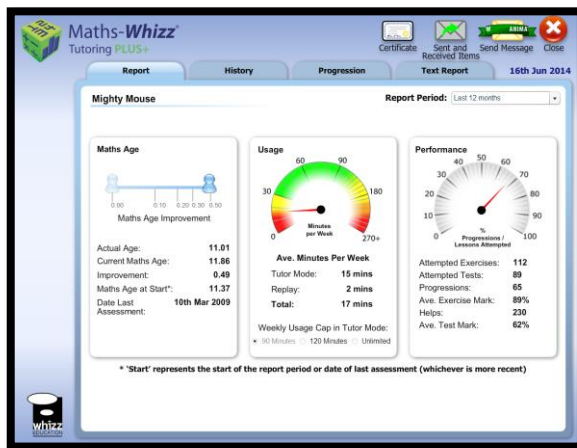 Maths-Whizz®
Tutoring PLUS+
Certificate
Sent and
Received Items
Send Message
Close
Report
History
Progression
Text Report
16th Jun 2014
Mighty Mouse
Report Period:
Last 12 months
Maths Age
0.00 0.10 0.20 0.30 0.50
Maths Age Improvement
Actual Age: 11.01
Current Maths Age: 11.86
Improvement: 0.49
Maths Age at Start*: 11.37
Date Last 10th Mar 2009
Assessment:
Usage
60 90
30 180
0 270+
Minutes
per Week
Ave. Minutes Per Week
Tutor Mode: 15 mins
Replay: 2 mins
Total: 17 mins
Weekly Usage Cap in Tutor Mode:
90 Minutes 120 Minutes Unlimited
Performance
50
40 60
30 70
20 80
10 90
0 100
%
Progressions /
Lessons Attempted
Attempted Exercises: 112
Attempted Tests: 89
Progressions: 65
Ave. Exercise Mark: 89%
Helps: 230
Ave. Test Mark: 62%
* 'Start' represents the start of the report period or date of last assessment (whichever is more recent)
whizz
EDUCATION